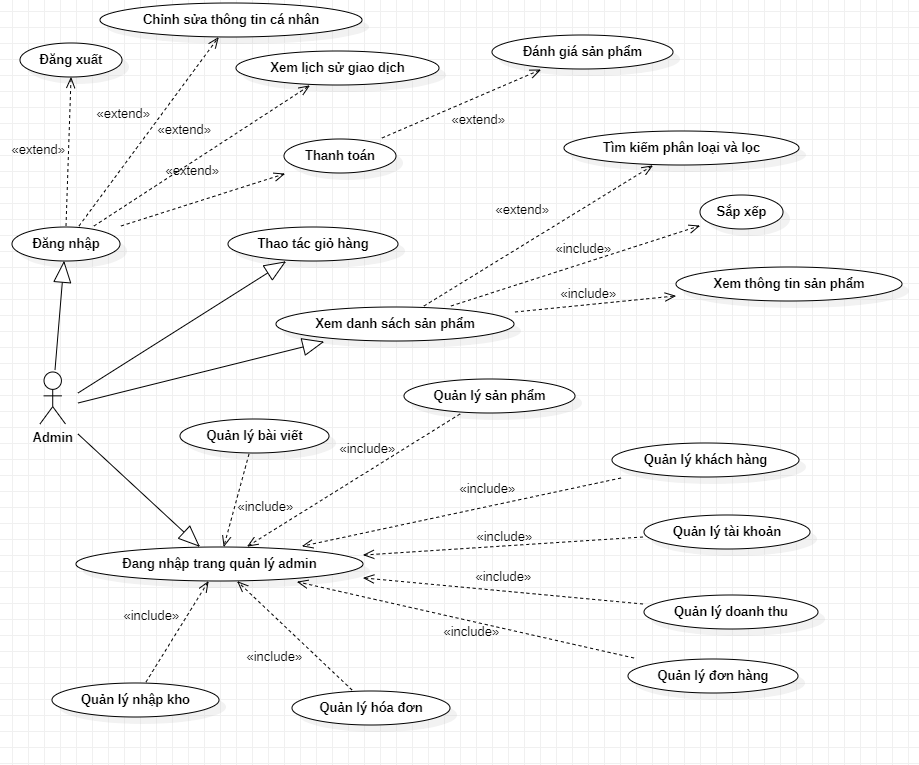 Chỉnh sửa thông tin cá nhân
Đăng xuất
Xem lịch sử giao dịch
Đánh giá sản phẩm
«extend»
«extend»
«extend»
«extend»
«extend»
Thanh toán
Tìm kiếm phân loại và lọc
«extend»
Sắp xếp
Đăng nhập
Thao tác giỏ hàng
«include»
Xem thông tin sản phẩm
«include»
Xem danh sách sản phẩm
Admin
Quản lý sản phẩm
Quản lý bài viết
«include»
Quản lý khách hàng
«include»
«include»
Quản lý tài khoản
«include»
Đang nhập trang quản lý admin
«include»
Quản lý doanh thu
«include»
«include»
«include»
Quản lý đơn hàng
Quản lý nhập kho
Quản lý hóa đơn